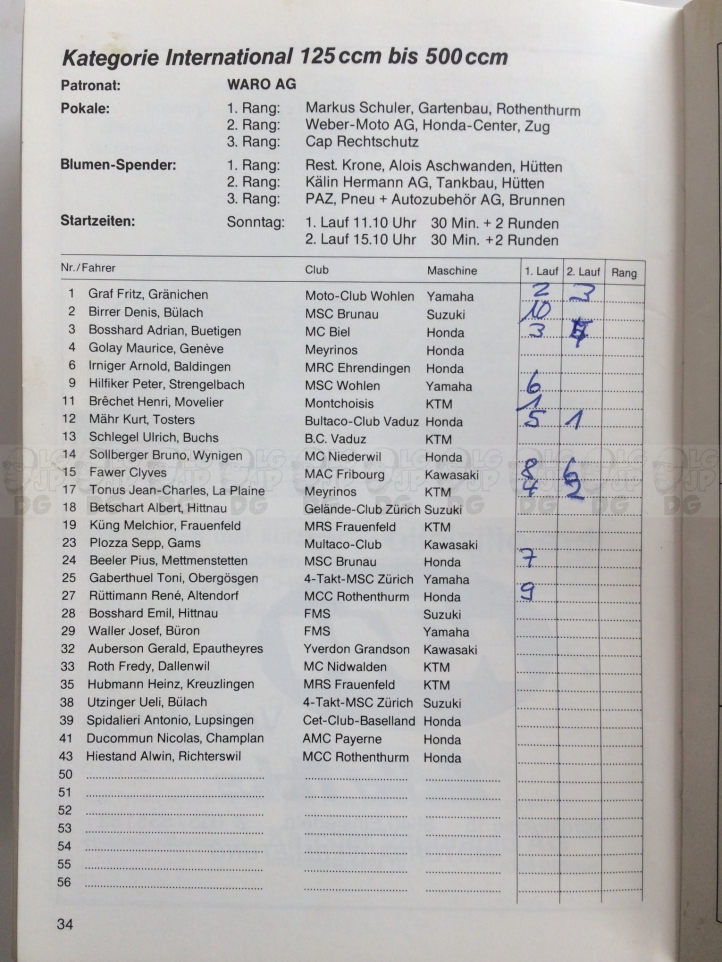 Kategorie International 125 ccm bis 500 ccm
Patronat: WARO AG
Pokale: 1. Rang: Markus Schuler, Gartenbau, Rothenthurm
2. Rang: Weber-Moto AG, Honda-Center, Zug
3. Rang: Cap Rechtschutz
Blumen-Spender: 1. Rang: Rest. Krone, Alois Aschwanden, Hütten
2. Rang: Kälin Hermann AG, Tankbau, Hütten
3. Rang: PAZ, Pneu + Autozubehör AG, Brunnen
Startzeiten: Sonntag: 1. Lauf 11.10 Uhr 30 Min. + 2 Runden
2. Lauf 15.10 Uhr 30 Min. + 2 Runden
Nr./Fahrer Club Maschine 1. Lauf 2. Lauf Rang
1 Graf Fritz, Gränichen Moto-Club Wohlen Yamaha 2 3
2 Birrer Denis, Bülach MSC Brunau Suzuki 10
3 Bosshard Adrian, Buetigen MC Biel Honda 3
4 Golay Maurice, Genève Meyrinos Honda
6 Irniger Arnold, Baldingen MRC Ehrendingen Honda
9 Hilfiker Peter, Strengelbach MSC Wohlen Yamaha 6
11 Brêchet Henri, Movelier Montchoisis KTM 1
12 Mähr Kurt, Tosters Bultaco-Club Vaduz Honda 5 1
13 Schlegel Ulrich, Buchs B.C. Vaduz KTM
14 Sollberger Bruno, Wynigen MC Niederwil Honda
15 Fawer Clyves MAC Fribourg Kawasaki 8 6
17 Tonus Jean-Charles, La Plaine Meyrinos KTM 4 2
18 Betschart Albert, Hittnau Gelände-Club Zürich Suzuki
19 Küng Melchior, Frauenfeld MRS Frauenfeld KTM
23 Plozza Sepp, Gams Multaco-Club Kawasaki
24 Beeler Pius, Mettmenstetten MSC Brunau Honda 7
25 Gaberthuel Toni, Obergösgen 4-Takt-MSC Zürich Yamaha
27 Rüttimann René, Altendorf MCC Rothenthurm Honda 9
28 Bosshard Emil, Hittnau FMS Suzuki
29 Waller Josef, Büron FMS Yamaha
32 Auberson Gerald, Epautheyres Yverdon Grandson Kawasaki
33 Roth Fredy, Dallenwil MC Nidwalden KTM
35 Hubmann Heinz, Kreuzlingen MRS Frauenfeld KTM
38 Utzinger Ueli, Bülach 4-Takt-MSC Zürich Suzuki
39 Spidalieri Antonio, Lupsingen Cet-Club-Baselland Honda
41 Ducommun Nicolas, Champlan AMC Payerne Honda
43 Hiestand Alwin, Richterswil MCC Rothenthurm Honda
50
51
52
53
54
55
56
34